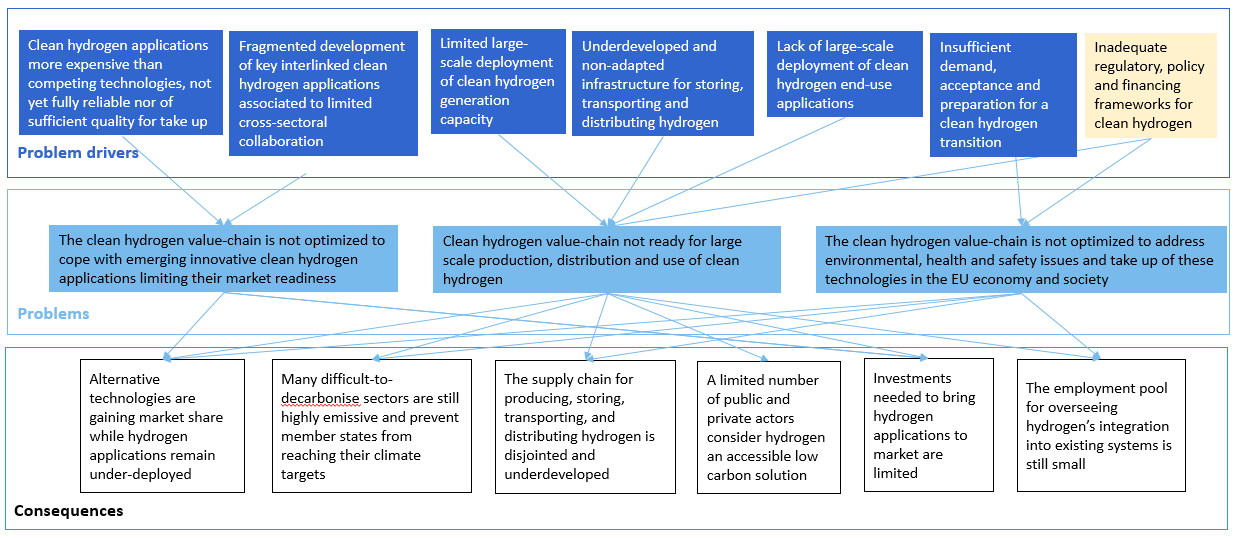 Clean hydrogen applications
more expensive than
competing technologies, not
yet fully reliable nor of
sufficient quality for take up
Fragmented development
of key interlinked clean
hydrogen applications
associated to limited
cross-sectoral
collaboration
Limited large-
scale deployment
of clean hydrogen
generation
capacity
Underdeveloped and
non-adapted
infrastructure for storing,
transporting and
distributing hydrogen
Lack of large-scale
deployment of clean
hydrogen end-use
applications
Insufficient
demand,
acceptance and
preparation for a
clean hydrogen
transition
Inadequate
regulatory, policy
and financing
frameworks for
clean hydrogen
Problem drivers
The clean hydrogen value-chain is not optimized to
cope with emerging innovative clean hydrogen
applications limiting their market readiness
Clean hydrogen value-chain not ready for large
scale production, distribution and use of clean
hydrogen
The clean hydrogen value-chain is not optimized to address
environmental, health and safety issues and take up of these
technologies in the EU economy and society
Problems
Alternative
technologies are
gaining market share
while hydrogen
applications remain
under-deployed
Many difficult-to-
decarbonise sectors are still
highly emissive and prevent
member states from
reaching their climate
targets
The supply chain for
producing, storing,
transporting, and
distributing hydrogen is
disjointed and
underdeveloped
A limited number
of public and
private actors
consider hydrogen
an accessible low
carbon solution
Investments
needed to bring
hydrogen
applications to
market are
limited
The employment pool
for overseeing
hydrogen's integration
into existing systems is
still small
Consequences